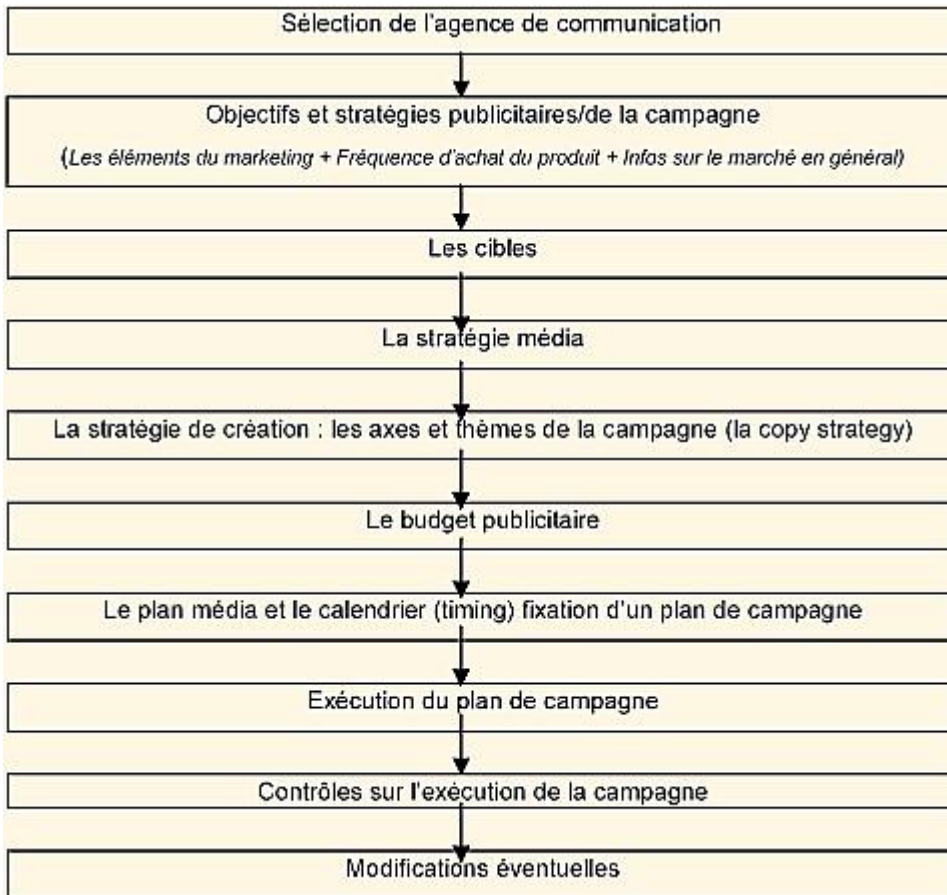 Sélection de l'agence de communication
Objectifs et stratégies publicitaires/de la campagne
(Les éléments du marketing + Fréquence d'achat du produit + Infos sur le marché en général)
Les cibles
La stratégie média
La stratégie de création : les axes et thèmes de la campagne (la copy strategy)
Le budget publicitaire
Le plan média et le calendrier (timing) fixation d'un plan de campagne
Exécution du plan de campagne
Contrôles sur l'exécution de la campagne
Modifications éventuelles